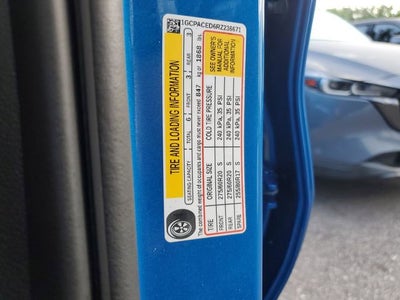 1GCPACED6RZ236671
TIRE AND LOADING INFORMATION
SEATING CAPACITY TOTAL 6 FRONT 3 REAR 3
The combined weight of occupants and cargo must never exceed 847 kg or 1868 lbs.
TIRE ORIGINAL SIZE COLD TIRE PRESSURE
FRONT 275/60R20 S 240 kPa, 35 PSI
REAR 275/60R20 S 240 kPa, 35 PSI
SPARE 255/80R17 S 240 kPa, 35 PSI
SEE OWNER'S
MANUAL FOR
ADDITIONAL
INFORMATION